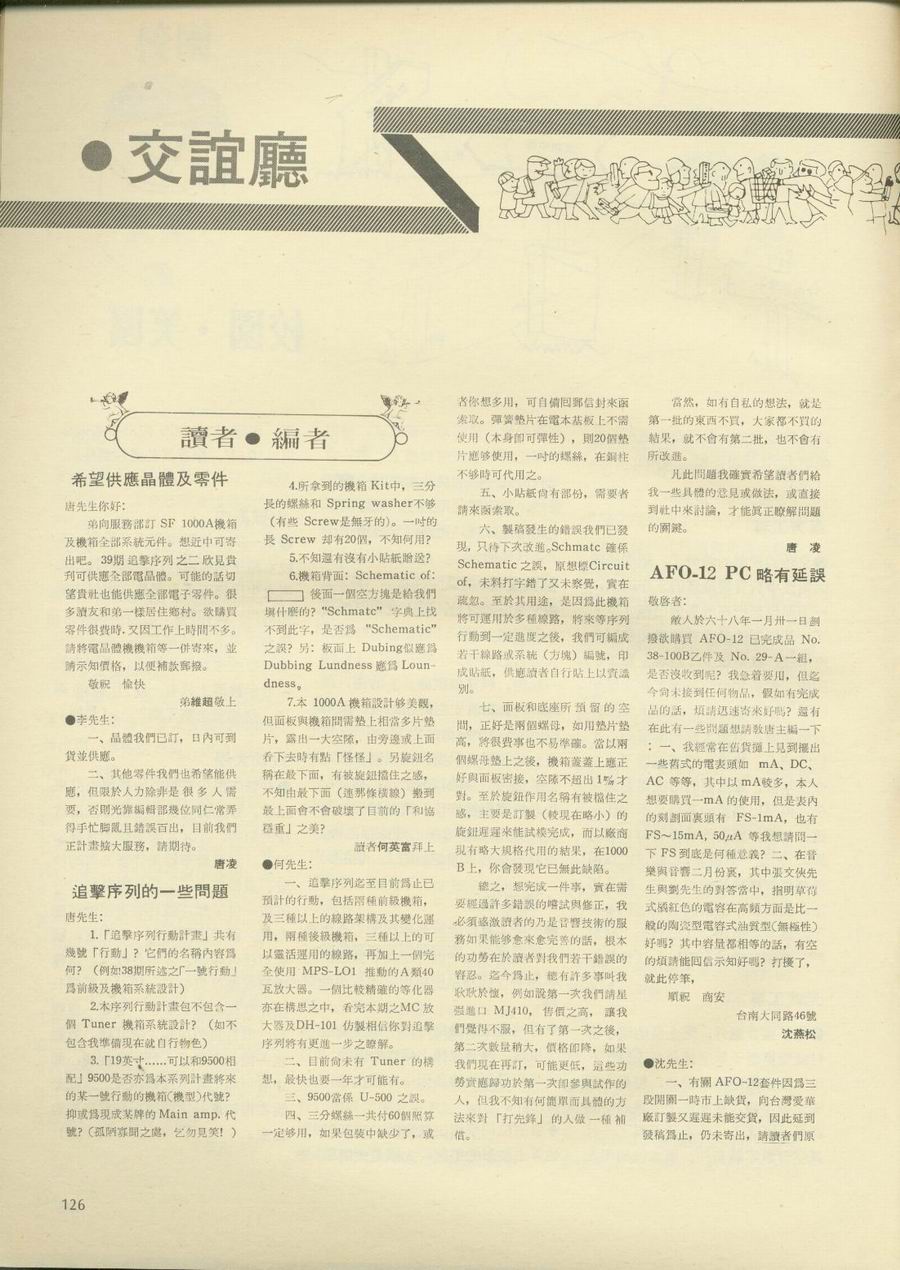 ●交誼廳
讀者●編者
希望供應晶體及零件
唐先生你好：
弟向服務部訂 SF 1000A機箱
及機箱全部系統元件。想近中可寄
出吧。39期 追擊序列 之二 欣見貴
刊可供應全部電晶體。可能的話切
望貴社也能供應全部電子零件。很
多讀友和弟一樣居住鄉村。欲購買
零件很費時，又因工作上時間不多。
請將電晶體機機箱等一併寄來，並
請示知價格，以便補款郵撥。
敬祝　愉快
弟維超敬上
●李先生：
一、晶體我們已訂，日內可到
貨並供應。
二、其他零件我們也希望能供
應，但限於人力除非是 很 多 人 需
要，否則光靠編輯部幾位同仁常弄
得手忙脚亂且錯誤百出，目前我們
正計畫擴大服務，請期待。
唐凌
追擊序列的一些問題
唐先生：
1.「追擊序列行動計畫」共有
幾號「行動」？它們的名稱內容爲
何？（例如38期所述之「一號行動」
爲前級及機箱系統設計）
2.本序列行動計畫包不包含一
個 Tuner 機箱系統設計？（如不
包含我準備現在就自行物色）
3.「19英寸……可以和9500相
配」9500是否亦爲本系列計畫將來
的某一號行動的機箱(機型)代號？
抑或爲現成某牌的 Main amp. 代
號？（孤陋寡聞之處，乞勿見笑！）
4.所拿到的機箱 Kit中，三分
長的螺絲和 Spring washer不够
（有些 Screw是無牙的）。一吋的
長 Screw 却有20個，不知何用？
5.不知還有沒有小貼紙贈送？
6.機箱背面：Schematic of:
後面一個空方塊是給我們
塡什麽的？"Schmatc" 字典上找
不到此字，是否爲 "Schematic"
之誤？另：板面上 Dubing似應爲
Dubbing Lundness 應爲 Loun-
dness。
7.本 1000A 機箱設計够美觀，
但面板與機箱間需墊上相當多片墊
片，露出一大空隙，由旁邊或上面
看下去時有點「怪怪」。另旋鈕名
稱在最下面，有被旋鈕擋住之感，
不知由最下面（連那條橫線）搬到
最上面會不會破壞了目前的「和協
穩重」之美？
讀者何英富拜上
●何先生：
一、追擊序列迄至目前爲止已
預計的行動，包括兩種前級機箱，
及三種以上的線路架構及其變化運
用，兩種後級機箱，三種以上的可
以靈活運用的線路，再加上一個完
全使用 MPS-LO1 推動的A類40
瓦放大器。一個比較精確的等化器
亦在構思之中，看完本期之MC 放
大器及DH-101 仿製相信你對追擊
序列將有更進一步之瞭解。
二、目前尙未有 Tuner 的構
想，最快也要一年才可能有。
三、9500當係 U-500 之誤。
四、三分螺絲一共付60個照算
一定够用，如果包裝中缺少了，或
者你想多用，可自備囘郵信封來函
索取。彈簧墊片在電木基板上不需
使用（本身卽可彈性），則20個墊
片應够使用，一吋的螺絲，在銅柱
不够時可代用之。
五、小貼紙尙有部份，需要者
請來函索取。
六、製稿發生的錯誤我們已發
現，只待下次改進。Schmatc 確係
Schematic 之誤，原想標Circuit
of，未料打字錯了又未察覺，實在
疏忽。至於其用途，是因爲此機箱
將可運用於多種線路，將來等序列
行動到一定進度之後，我們可編成
若干線路或系統（方塊）編號，印
成貼紙，供應讀者自行貼上以資識
別。
七、面板和底座所 預 留 的 空
間，正好是兩個螺母，如用墊片墊
高，將很費事也不易準確。當以兩
個螺母墊上之後，機箱蓋蓋上應正
好與面板密接，空隙不超出 1% 才
對。至於旋鈕作用名稱有被檔住之
感，主要是訂製（較現在略小）的
旋鈕遲遲來能試模完成，而以廠商
現有略大規格代用的結果，在1000
B 上，你會發現它已無此缺陷。
總之，想完成一件事，實在需
要經過許多錯誤的嚐試與修正，我
必須感激讀者的乃是音響技術的服
務如果能够愈來愈完善的話，根本
的功勞在於讀者對我們若干錯誤的
容忍。迄今爲止，總有許多事叫我
耿耿於懷，例如說第一次我們請星
强進口 MJ410，售價之高，讓我
們覺得不服，但有了第一次之後，
第二次數量稍大，價格卽降，如果
我們現在再訂，可能更低，這些功
勞實應歸功於第一次卽參與試作的
人，但我不知有何簡單而具體的方
法來對「打先鋒」的人做 一 種 補
償。
當然，如有自私的想法，就是
第一批的東西不買，大家都不買的
結果，就不會有第二批，也不會有
所改進。
凡此問題我確實希望讀者們給
我一些具體的意見或做法，或直接
到社中來討論，才能眞正瞭解問題
的關鍵。
唐　凌
AFO-12 PC 略有延誤
敬啓者：
敝人於六十八年一月卅一日劃
撥欲購買 AFO-12 已完成品 No.
38-100B乙件及 No. 29-A一組，
是否沒收到呢？我急着要用，但迄
今尙未接到任何物品，假如有完成
品的話，煩請迅速寄來好嗎？還有
在此有一些問題想請敎唐主編一下
：一、我經常在舊貨攤上見到擺出
一些舊式的電表頭如 mA、DC、
AC 等等，其中以 mA較多，本人
想要購買一mA 的使用，但是表內
的刻劃面裏頭有 FS-1mA，也有
FS～15mA, 50μA 等我想請問一
下 FS 到底是何種意義？二、在音
樂與音響二月份裏，其中張文俠先
生與劉先生的對答當中，指明草莓
式橘紅色的電容在高頻方面是比一
般的陶瓷型電容式油質型(無極性)
好嗎？其中容量都相等的話，有空
的煩請能囘信示知好嗎？打擾了，
就此停筆，
順祝　商安
台南大同路46號
沈燕松
●沈先生：
一、有關 AFO-12套件因爲三
段開關一時市上缺貨，向台灣愛華
廠訂製又遲遲未能交貨，因此延到
發稿爲止，仍未寄出，請讀者們原
126